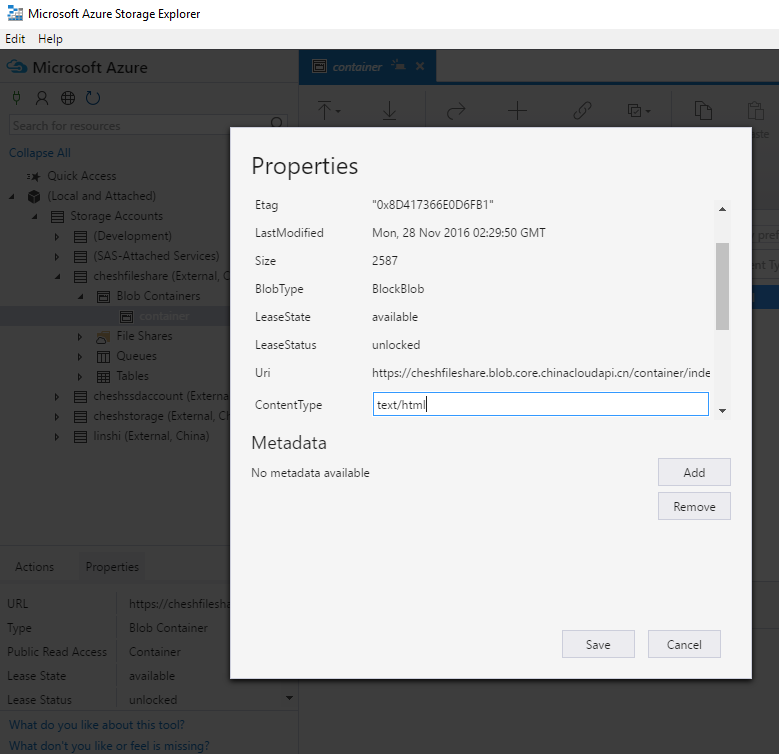 Microsoft Azure Storage Explorer
Edit Help
Microsoft Azure
container
Search for resources
Collapse All
Quick Access
(Local and Attached)
Storage Accounts
(Development)
(SAS-Attached Services)
cheshfileshare (External, C
Blob Containers
container
File Shares
Queues
Tables
cheshssdaccount (Externa
cheshstorage (External, C
linshi (External, China)
Actions Properties
URL https://cheshfilesha
Type Blob Container
Public Read Access Container
Lease State available
Lease Status unlocked
What do you like about this tool?
What don't you like or feel is missing?
Properties
Etag "0x8D417366E0D6FB1"
LastModified Mon, 28 Nov 2016 02:29:50 GMT
Size 2587
BlobType BlockBlob
LeaseState available
LeaseStatus unlocked
Uri https://cheshfileshare.blob.core.chinacloudapi.cn/container/inde
ContentType text/html
Metadata
No metadata available
Add
Remove
Save Cancel
aste
pref
nt Ty